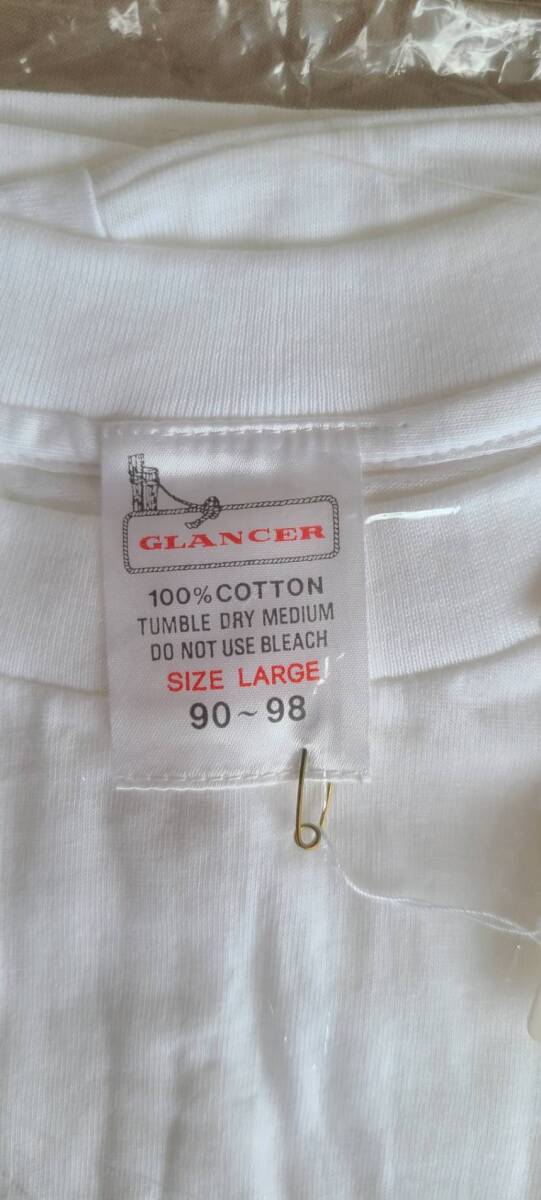 GLANCER
100% COTTON
TUMBLE DRY MEDIUM
DO NOT USE BLEACH
SIZE LARGE
90~98